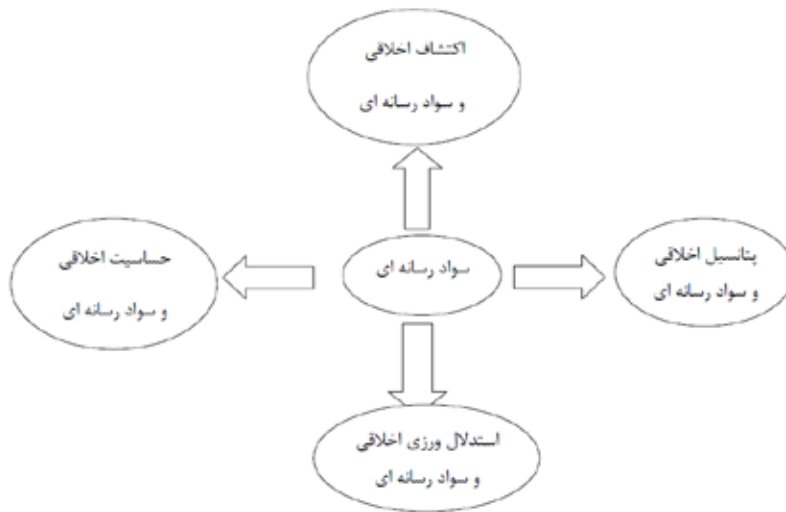 اکتشاف اخلاقی
و سواد رسانه ای
حساسیت اخلاقی
و سواد رسانه ای
سواد رسانه ای
پتانسیل اخلاقی
و سواد رسانه ای
استدلال ورزی اخلاقی
و سواد رسانه ای